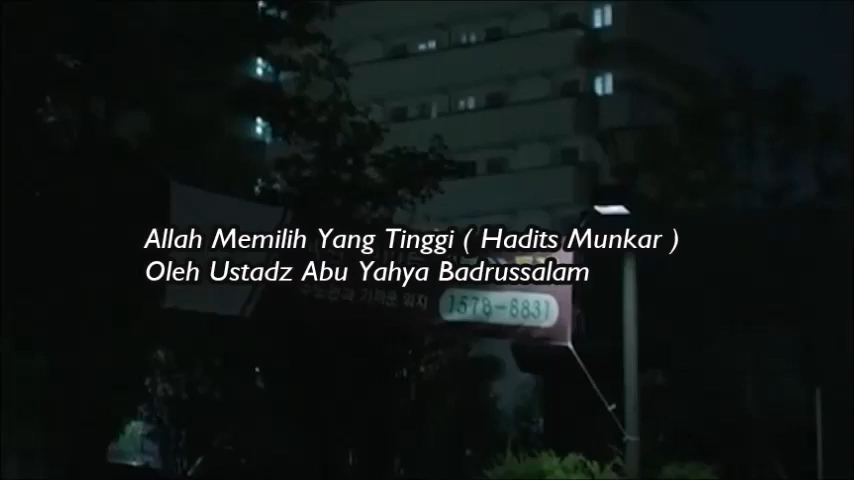 Allah Memilih Yang Tinggi ( Hadits Munkar )
Oleh Ustadz Abu Yahya Badrussalam
1578-8831